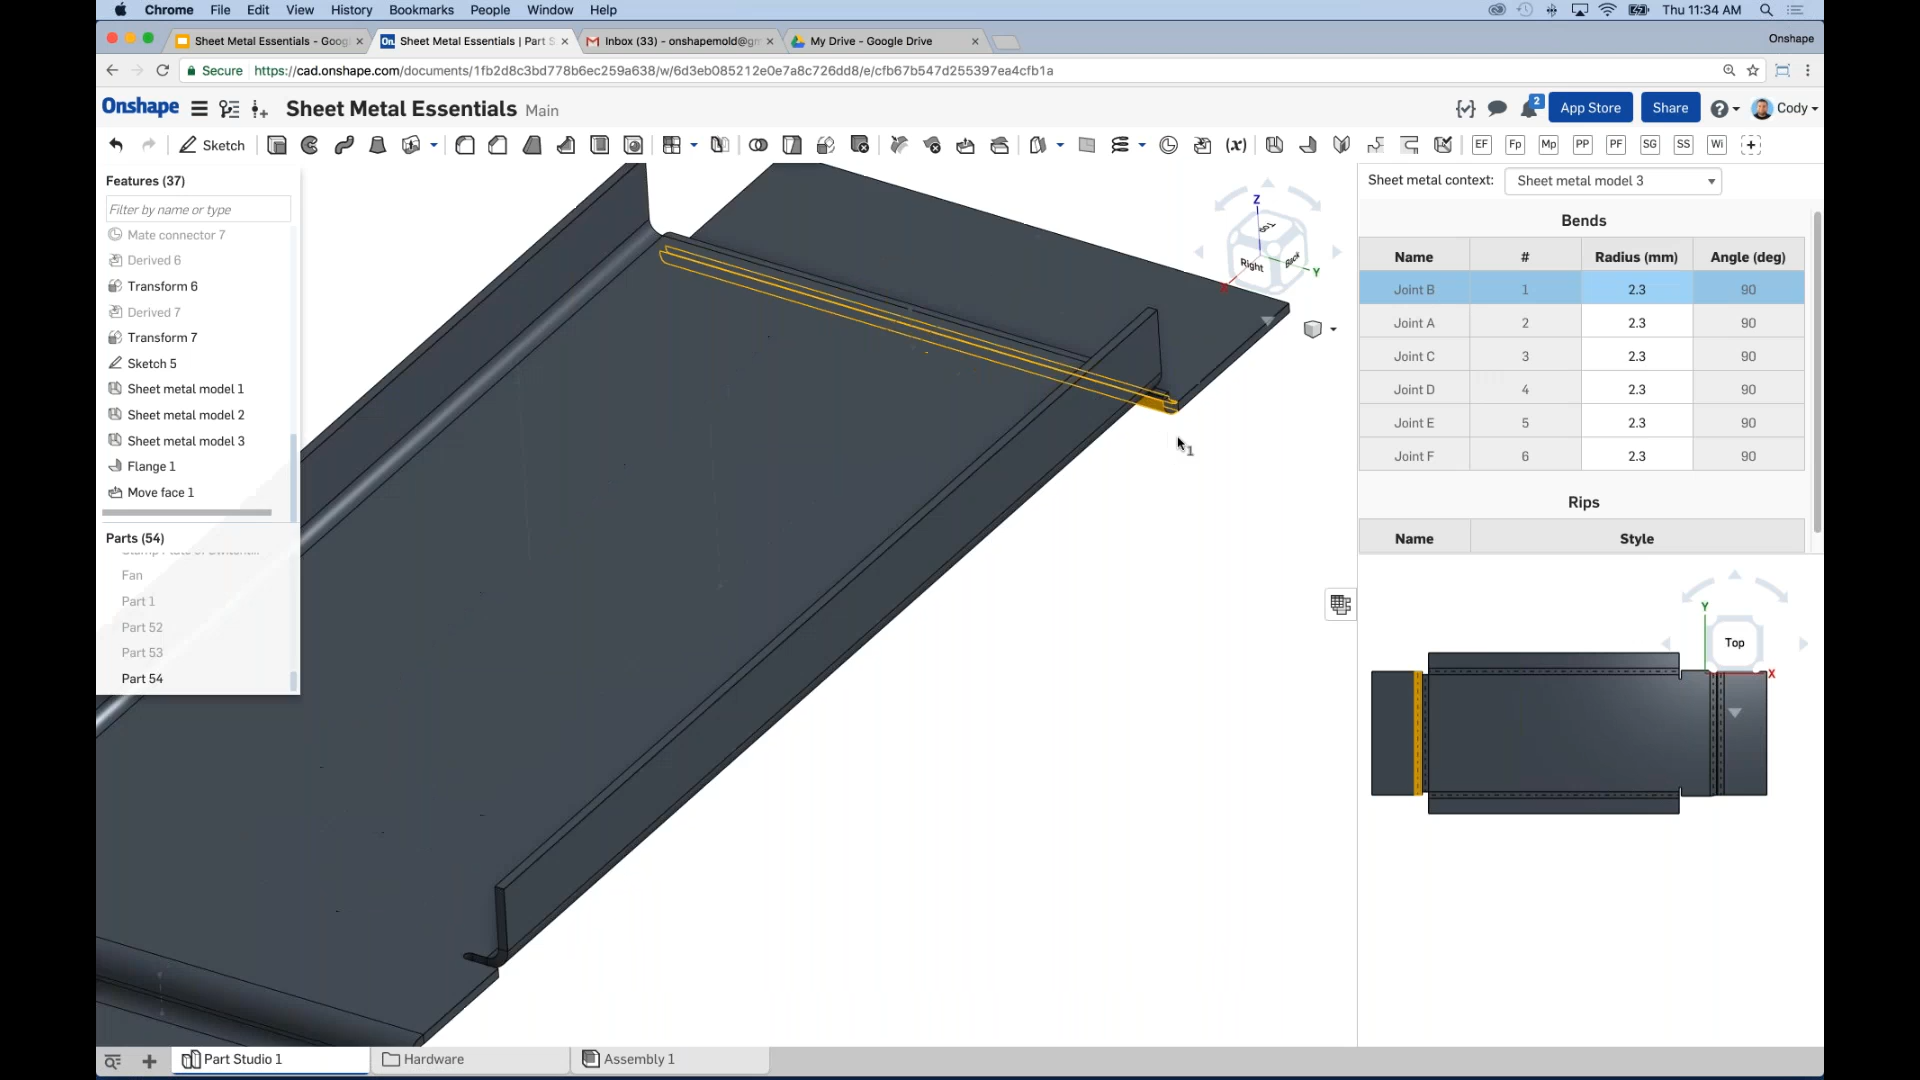 Chrome File Edit View History Bookmarks People Window Help Thu 11:34 AM
Sheet Metal Essentials - Goog Sheet Metal Essentials | Part S Inbox (33) - onshapemold@gm My Drive - Google Drive Onshape
Secure https://cad.onshape.com/documents/1fb2d8c3bd778b6ec259a638/w/6d3eb085212e0e7a8c726dd8/e/cfb67b547d255397ea4cfb1a
Onshape Sheet Metal Essentials Main 2 App Store Share Cody
Sketch (x) EF Fp Mp PP PF SG SS Wi
Features (37)
Filter by name or type
Mate connector 7
Derived 6
Transform 6
Derived 7
Transform 7
Sketch 5
Sheet metal model 1
Sheet metal model 2
Sheet metal model 3
Flange 1
Move face 1
Parts (54)
Fan
Part 1
Part 52
Part 53
Part 54
Z
Top
Right
Back
Y
X
1
Sheet metal context: Sheet metal model 3
Bends
Name # Radius (mm) Angle (deg)
Joint B 1 2.3 90
Joint A 2 2.3 90
Joint C 3 2.3 90
Joint D 4 2.3 90
Joint E 5 2.3 90
Joint F 6 2.3 90
Rips
Name Style
Y
Top
X
Part Studio 1 Hardware Assembly 1